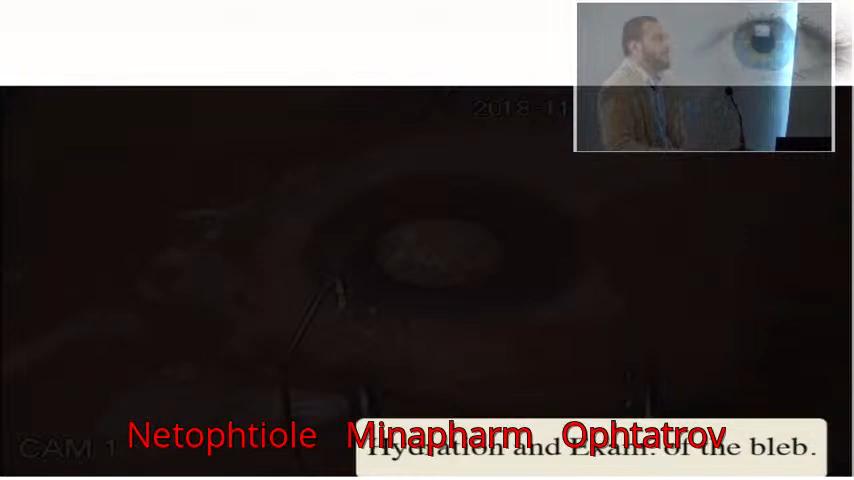 2018-11
CAM 1
Netophtiole Minapharm Ophtatrov
Hydration and Exam. of the bleb.